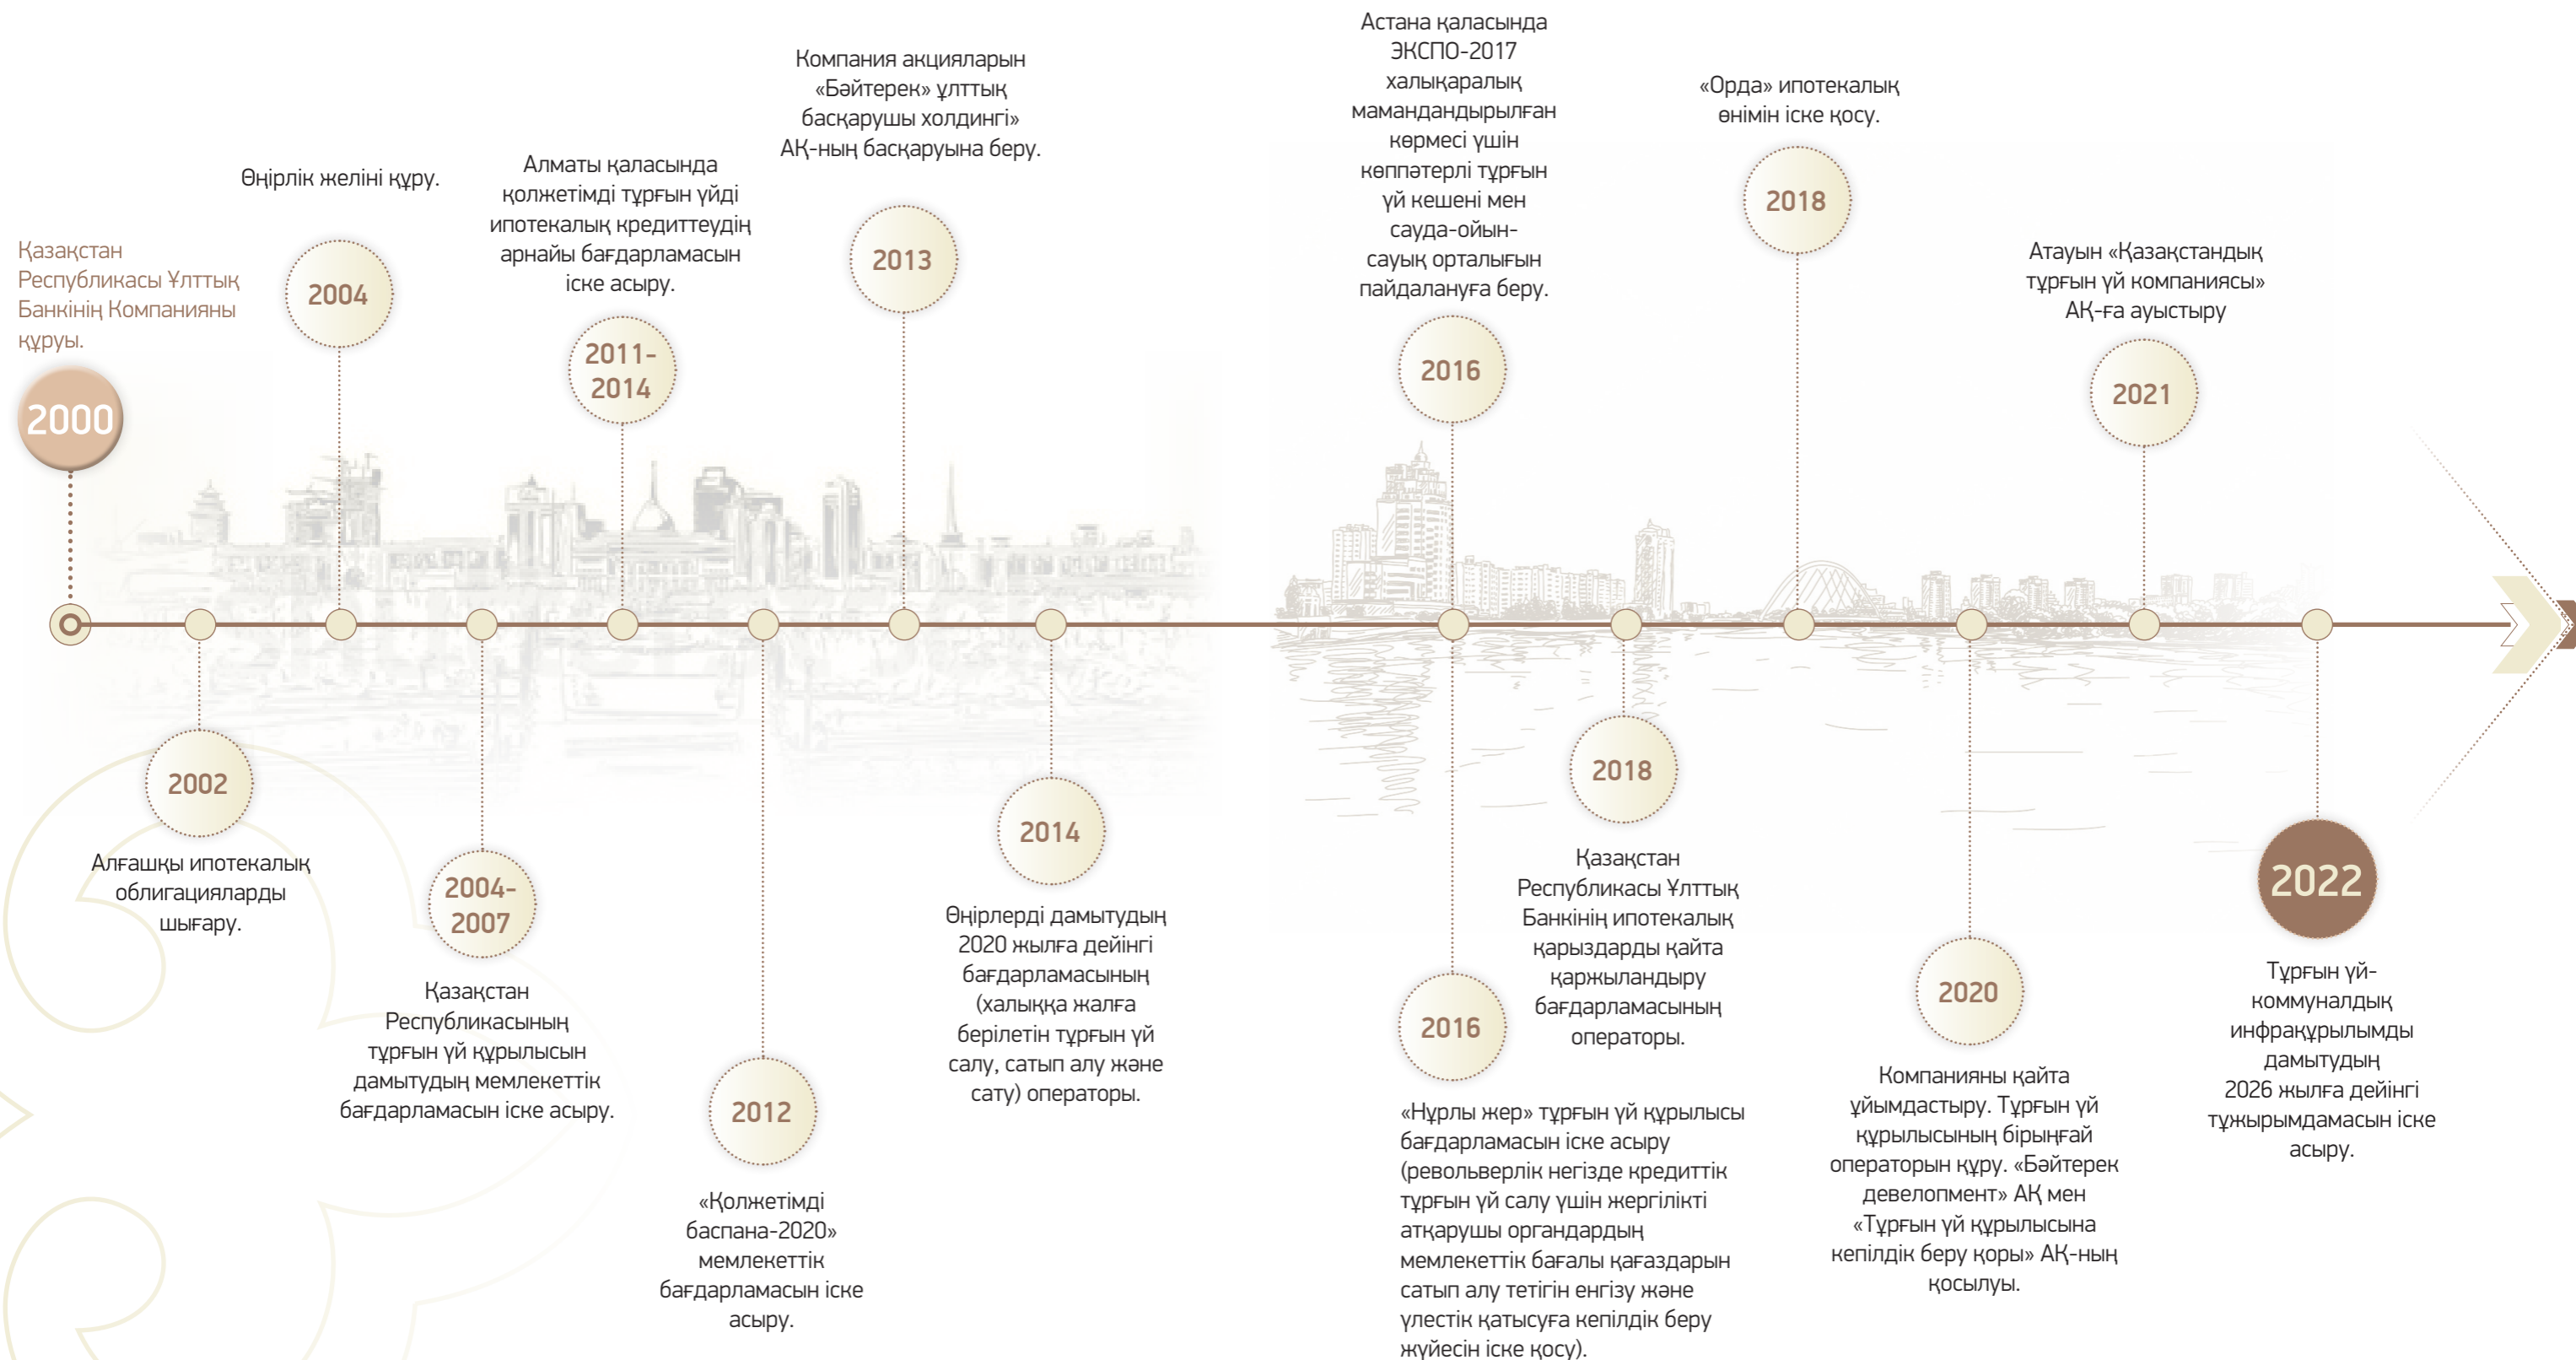 Қазақстан
Республикасы Ұлттық
Банкінің Компанияны
құруы.
2000
2002
Алғашқы ипотекалық
облигацияларды
шығару.
Өңірлік желіні құру.
2004
2004-
2007
Қазақстан
Республикасының
тұрғын үй құрылысын
дамытудың мемлекеттік
бағдарламасын іске асыру.
Алматы қаласында
қолжетімді тұрғын үйді
ипотекалық кредиттеудің
арнайы бағдарламасын
іске асыру.
2011-
2014
2012
«Қолжетімді
баспана-2020»
мемлекеттік
бағдарламасын іске
асыру.
Компания акцияларын
«Бәйтерек» ұлттық
басқарушы холдингі»
АҚ-ның басқаруына беру.
2013
2014
Өңірлерді дамытудың
2020 жылға дейінгі
бағдарламасының
(халыққа жалға
берілетін тұрғын үй
салу, сатып алу және
сату) операторы.
Астана қаласында
ЭКСПО-2017
халықаралық
мамандандырылған
көрмесі үшін
көппәтерлі тұрғын
үй кешені мен
сауда-ойын-
сауық орталығын
пайдалануға беру.
2016
2016
«Нұрлы жер» тұрғын үй құрылысы
бағдарламасын іске асыру
(револьверлік негізде кредиттік
тұрғын үй салу үшін жергілікті
атқарушы органдардың
мемлекеттік бағалы қағаздарын
сатып алу тетігін енгізу және
үлестік қатысуға кепілдік беру
жүйесін іске қосу).
2018
Қазақстан
Республикасы Ұлттық
Банкінің ипотекалық
қарыздарды қайта
қаржыландыру
бағдарламасының
операторы.
«Орда» ипотекалық
өнімін іске қосу.
2018
2020
Компанияны қайта
ұйымдастыру. Тұрғын үй
құрылысының бірыңғай
операторын құру. «Бәйтерек
девелопмент» АҚ мен
«Тұрғын үй құрылысына
кепілдік беру қоры» АҚ-ның
қосылуы.
Атауын «Қазақстандық
тұрғын үй компаниясы»
АҚ-ға ауыстыру
2021
2022
Тұрғын үй-
коммуналдық
инфрақұрылымды
дамытудың
2026 жылға дейінгі
тұжырымдамасын іске
асыру.